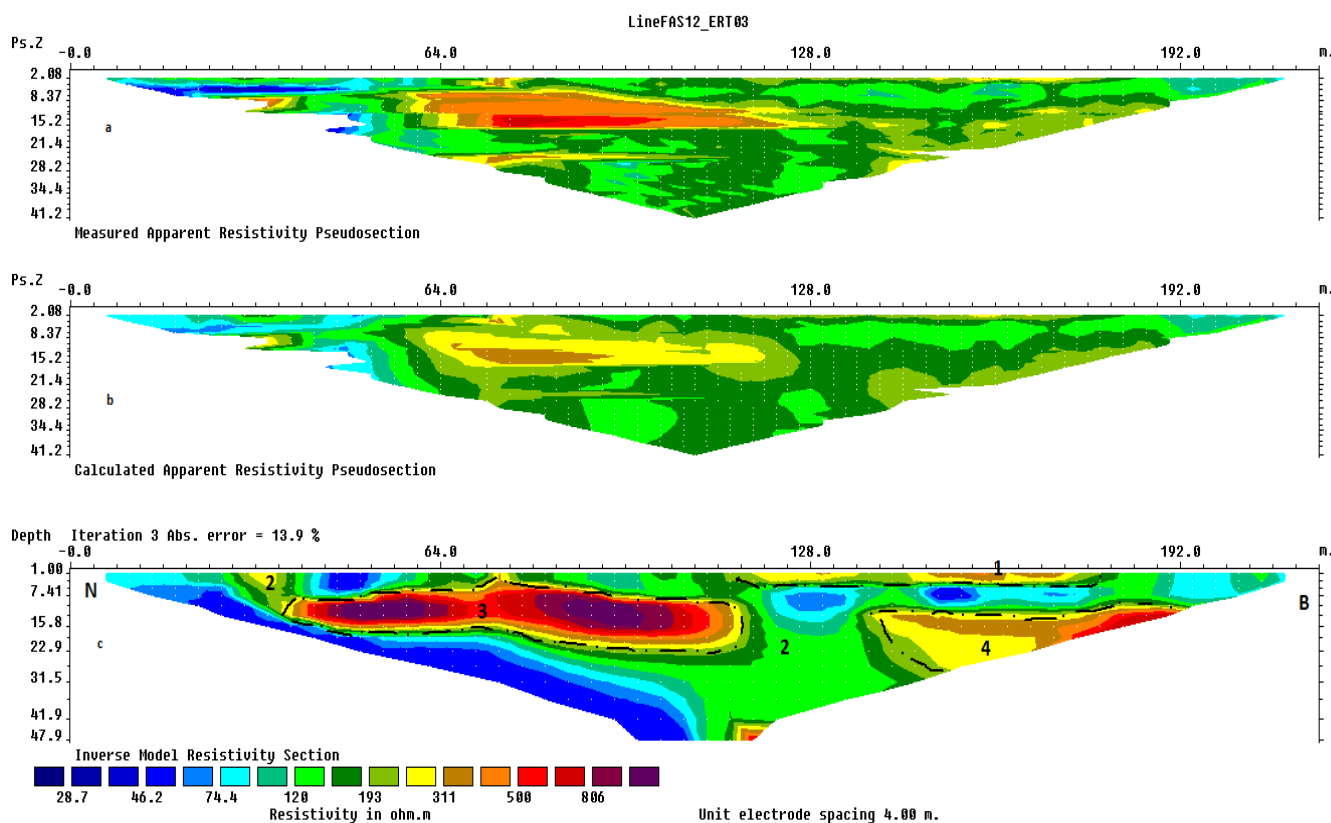 LineFAS12_ERT03
Ps.Z -0.0 64.0 128.0 192.0 m.
2.08
8.37
15.2
a
21.4
28.2
34.4
41.2
Measured Apparent Resistivity Pseudosection
Ps.Z -0.0 64.0 128.0 192.0 m.
2.08
8.37
15.2
21.4
b
28.2
34.4
41.2
Calculated Apparent Resistivity Pseudosection
Depth Iteration 3 Abs. error = 13.9 %
-0.0 64.0 128.0 192.0 m.
1.00 1
2
7.41 N
3 B
15.8
c
22.9 2 4
31.5
41.9
47.9
Inverse Model Resistivity Section
28.7 46.2 74.4 120 193 311 500 806
Resistivity in ohm.m Unit electrode spacing 4.00 m.